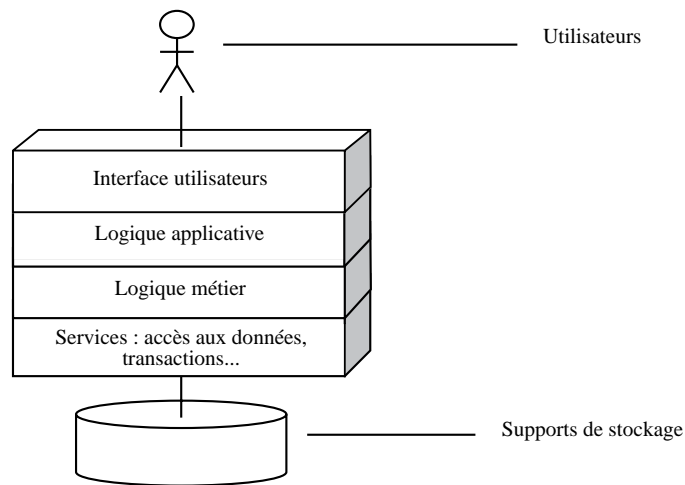 Utilisateurs
Interface utilisateurs
Logique applicative
Logique métier
Services : accès aux données,
transactions...
Supports de stockage